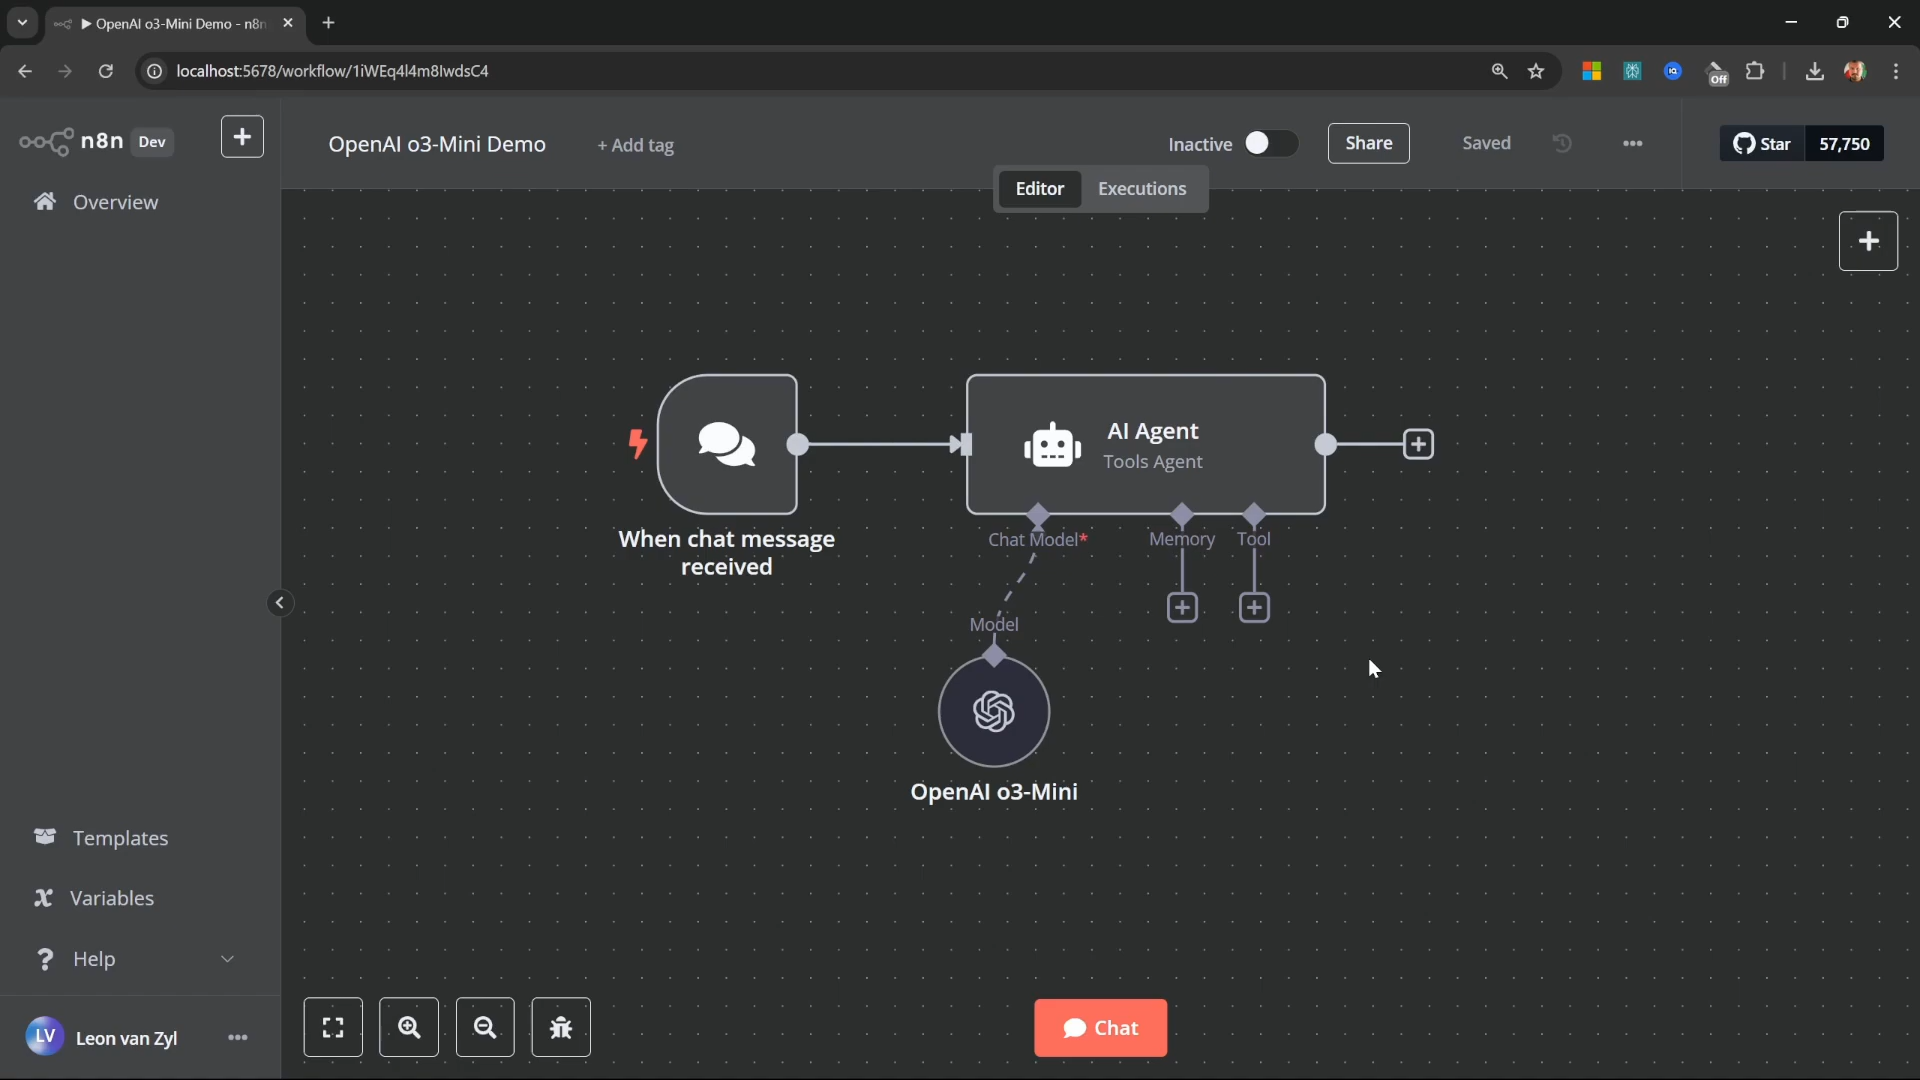 OpenAI o3-Mini Demo - n8n
localhost:5678/workflow/1iWEq4l4m8lwdsC4
Off
n8n Dev
OpenAI o3-Mini Demo
+ Add tag
Inactive
Share
Saved
Star
57,750
Editor
Executions
Overview
AI Agent
Tools Agent
When chat message
received
Chat Model*
Memory
Tool
Model
OpenAI o3-Mini
Templates
Variables
Help
LV
Leon van Zyl
Chat